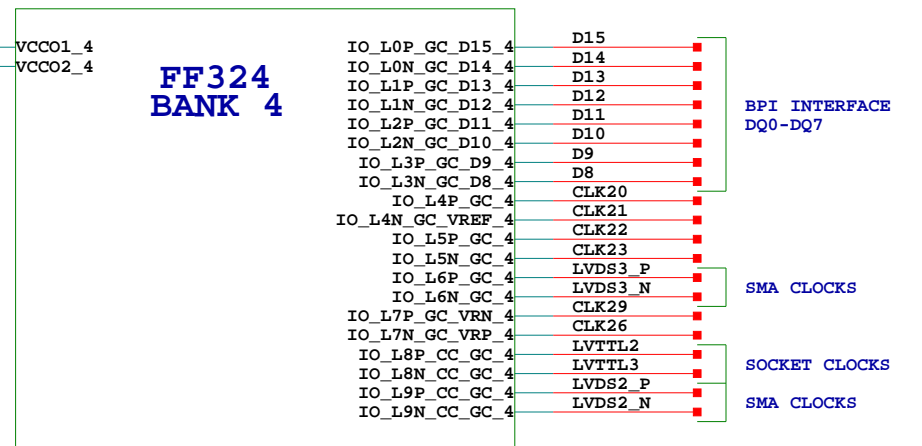 VCCO1_4
VCCO2_4
FF324
BANK 4
IO_L0P_GC_D15_4 D15
IO_L0N_GC_D14_4 D14
IO_L1P_GC_D13_4 D13
IO_L1N_GC_D12_4 D12
IO_L2P_GC_D11_4 D11
IO_L2N_GC_D10_4 D10
IO_L3P_GC_D9_4 D9
IO_L3N_GC_D8_4 D8
BPI INTERFACE
DQ0-DQ7
IO_L4P_GC_4 CLK20
IO_L4N_GC_VREF_4 CLK21
IO_L5P_GC_4 CLK22
IO_L5N_GC_4 CLK23
IO_L6P_GC_4 LVDS3_P
IO_L6N_GC_4 LVDS3_N
SMA CLOCKS
IO_L7P_GC_VRN_4 CLK29
IO_L7N_GC_VRP_4 CLK26
IO_L8P_CC_GC_4 LVTTL2
IO_L8N_CC_GC_4 LVTTL3
SOCKET CLOCKS
IO_L9P_CC_GC_4 LVDS2_P
IO_L9N_CC_GC_4 LVDS2_N
SMA CLOCKS